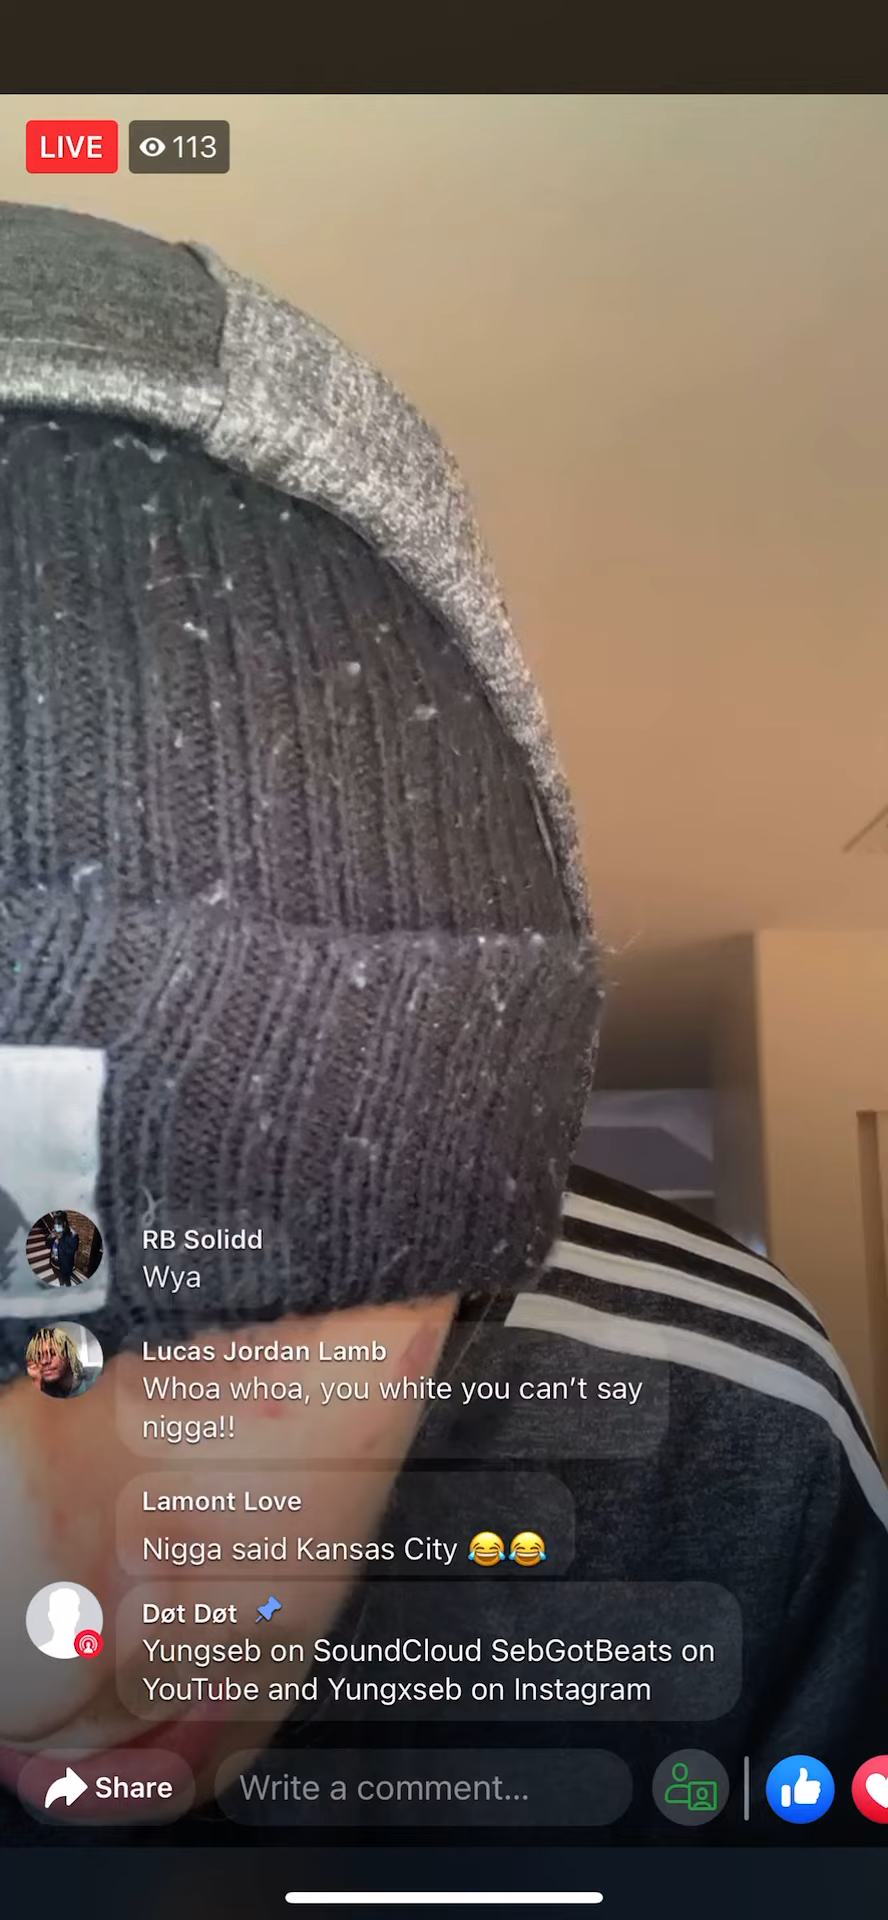 LIVE 113
RB Solidd
Wya
Lucas Jordan Lamb
Whoa whoa, you white you can’t say
nigga!!
Lamont Love
Nigga said Kansas City 😂😂
Døt Døt 📌
Yungseb on SoundCloud SebGotBeats on
YouTube and Yungxseb on Instagram
Share Write a comment...